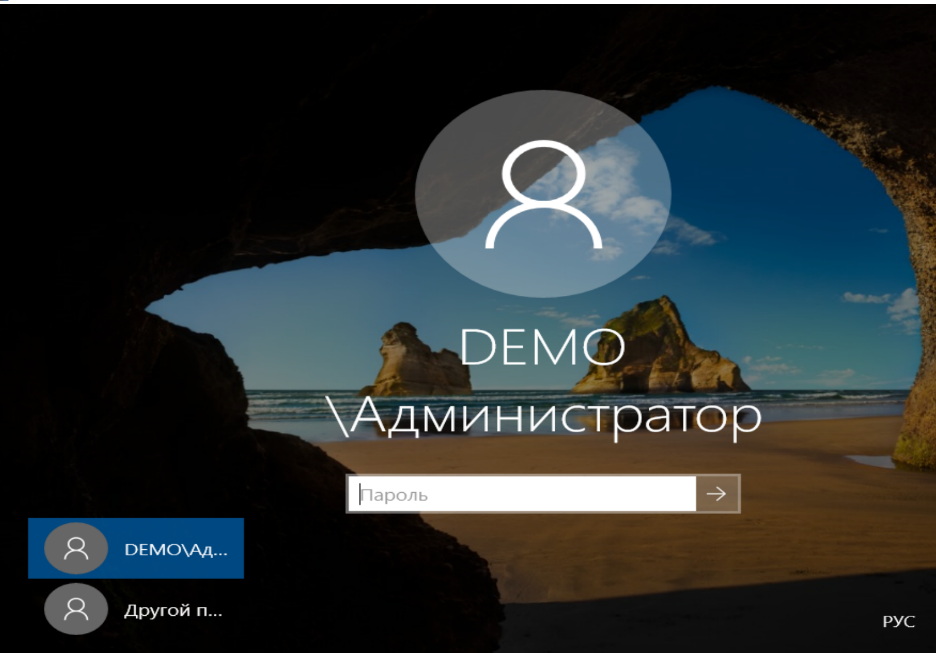 DEMO
\Администратор
Пароль
DEMO\Ад...
Другой п...
РУС